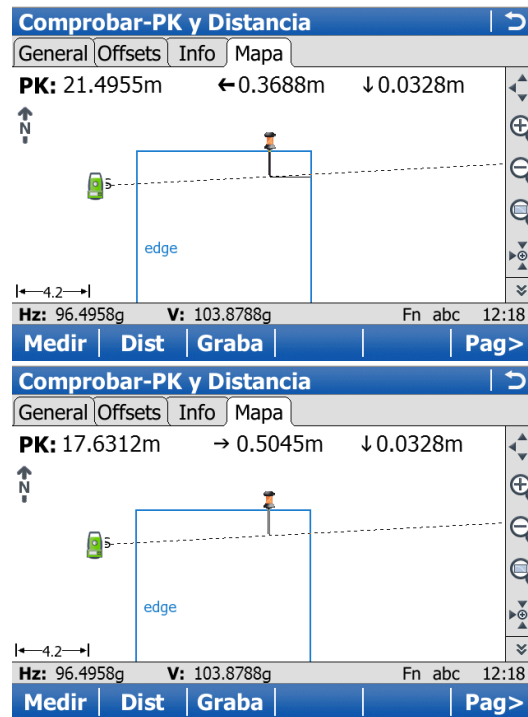 Comprobar-PK y Distancia
General Offsets Info Mapa
PK: 21.4955m ←0.3688m ↓0.0328m
N
5
edge
4.2
Hz: 96.4958g V: 103.8788g Fn abc 12:18
Medir Dist Graba Pag>
Comprobar-PK y Distancia
General Offsets Info Mapa
PK: 17.6312m → 0.5045m ↓0.0328m
N
5
edge
4.2
Hz: 96.4958g V: 103.8788g Fn abc 12:18
Medir Dist Graba Pag>